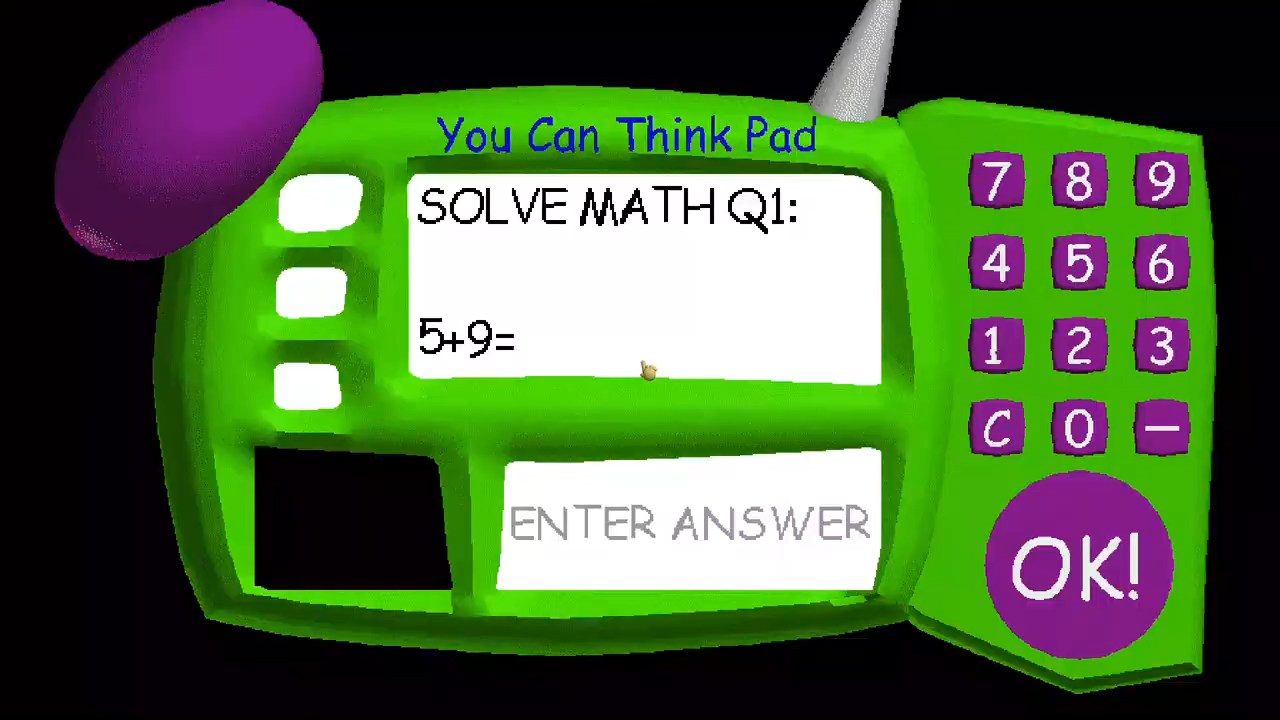 You Can Think Pad
SOLVE MATH Q1:
5+9=
ENTER ANSWER
7 8 9
4 5 6
1 2 3
C 0 —
OK!